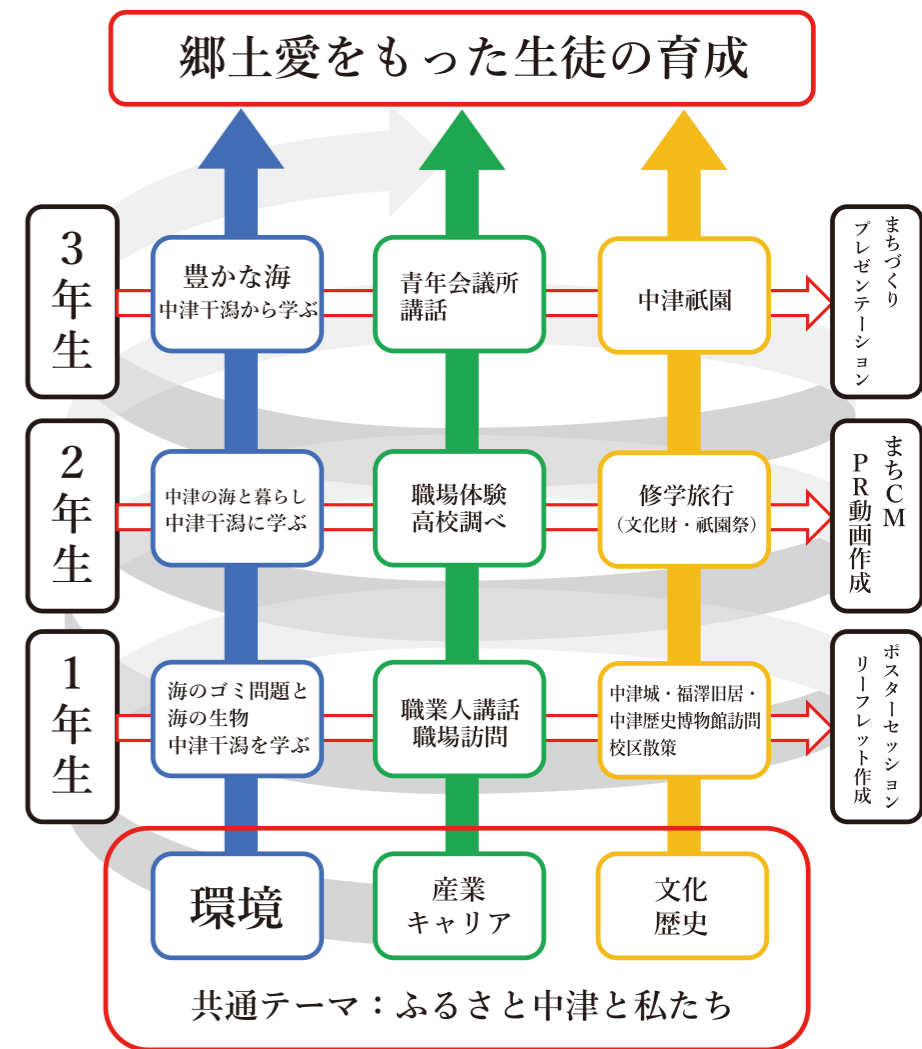 郷土愛をもった生徒の育成
3年生
豊かな海
中津干潟から学ぶ
青年会議所
講話
中津祇園
まちづくり
プレゼンテーション
2年生
中津の海と暮らし
中津干潟に学ぶ
職場体験
高校調べ
修学旅行
（文化財・祇園祭）
まちCM
PR動画作成
1年生
海のゴミ問題と
海の生物
中津干潟を学ぶ
職業人講話
職場訪問
中津城・福澤旧居・
中津歴史博物館訪問
校区散策
ポスターセッション
リーフレット作成
環境
産業
キャリア
文化
歴史
共通テーマ：ふるさと中津と私たち